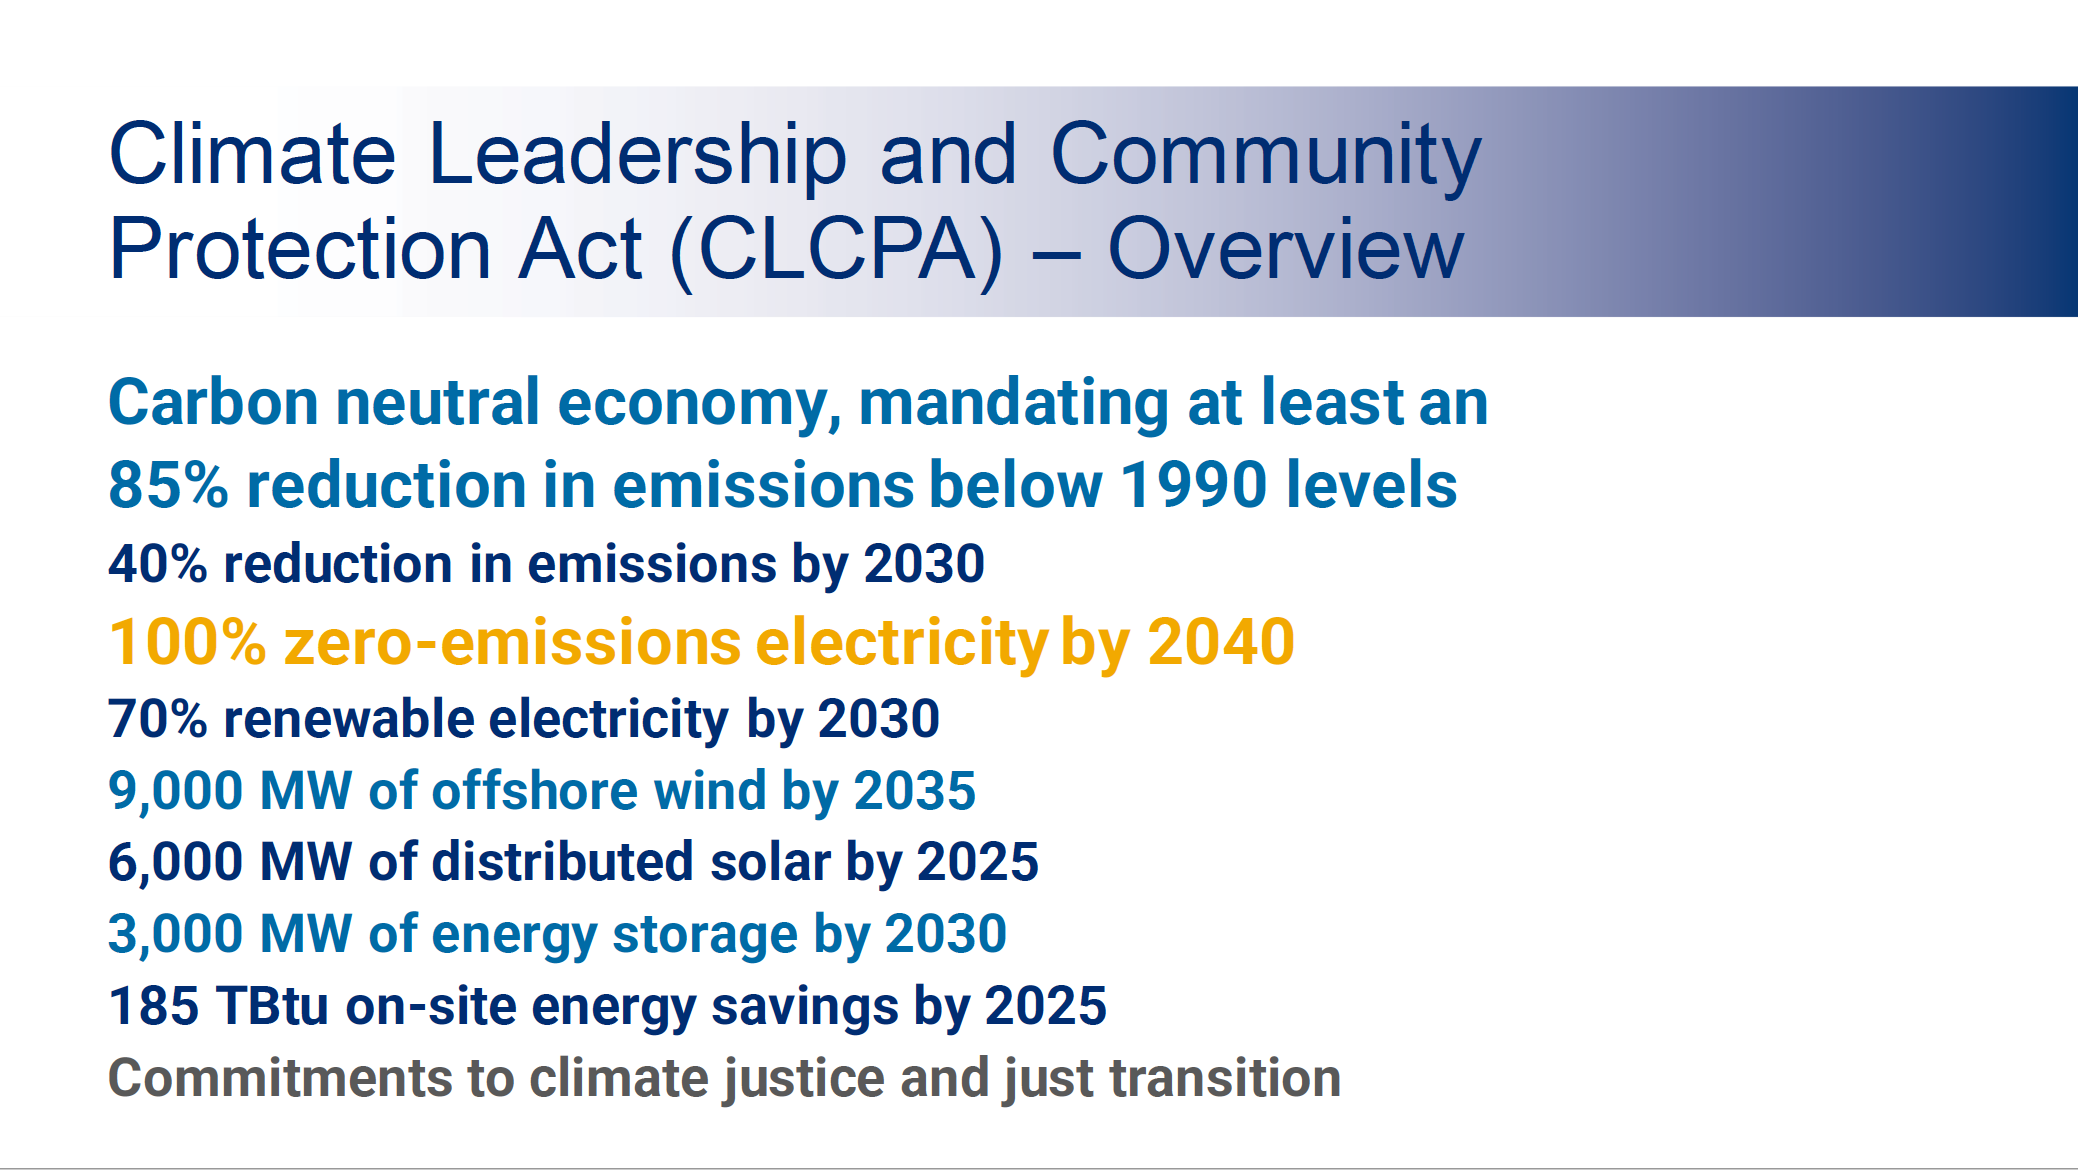 Climate Leadership and Community
Protection Act (CLCPA) – Overview
Carbon neutral economy, mandating at least an
85% reduction in emissions below 1990 levels
40% reduction in emissions by 2030
100% zero-emissions electricity by 2040
70% renewable electricity by 2030
9,000 MW of offshore wind by 2035
6,000 MW of distributed solar by 2025
3,000 MW of energy storage by 2030
185 TBtu on-site energy savings by 2025
Commitments to climate justice and just transition